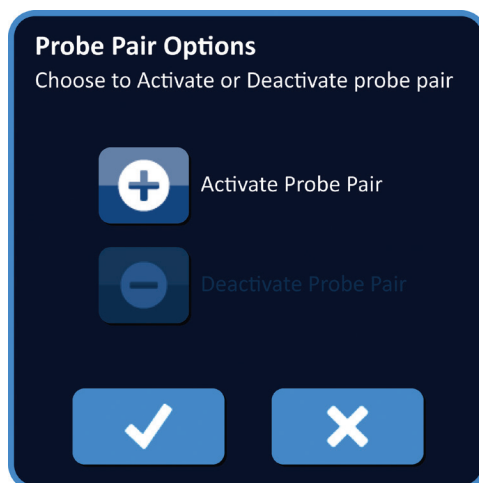 Probe Pair Options
Choose to Activate or Deactivate probe pair
Activate Probe Pair
Deactivate Probe Pair